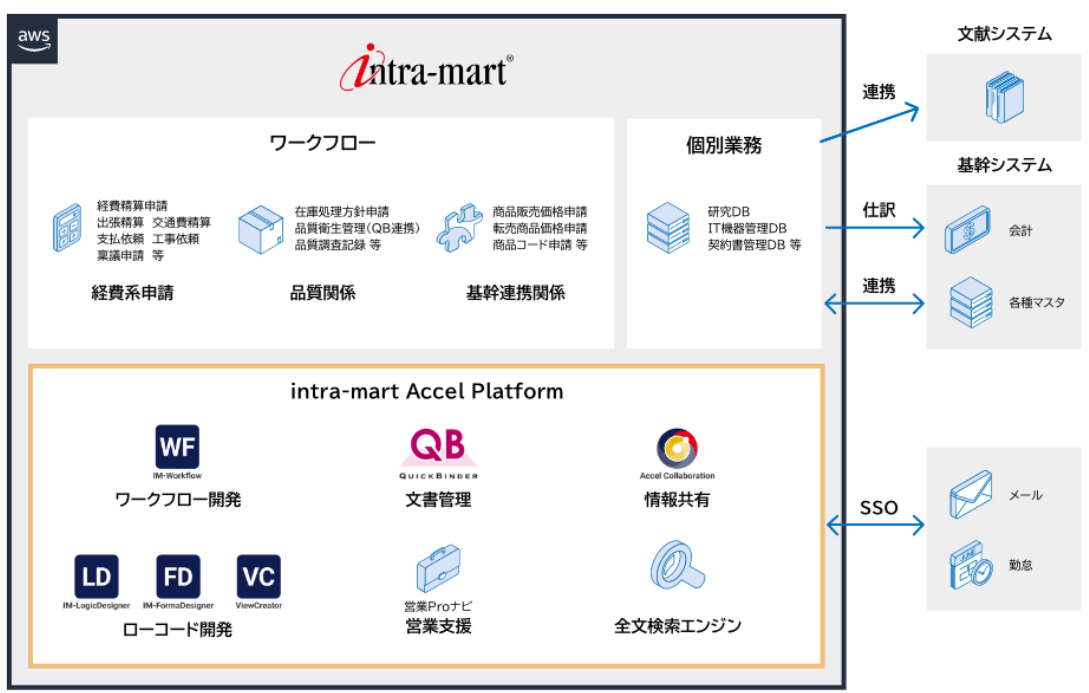 aws
intra-mart®
ワークフロー
経費精算申請
出張精算 交通費精算
支払依頼 工事依頼
稟議申請 等
経費系申請
在庫処理方針申請
品質衛生管理(QB連携)
品質調査記録 等
品質関係
商品販売価格申請
転売商品価格申請
商品コード申請 等
基幹連携関係
個別業務
研究DB
IT機器管理DB
契約書管理DB 等
intra-mart Accel Platform
WF
IM-Workflow
ワークフロー開発
QB
QUICKBINDER
文書管理
Accel Collaboration
情報共有
LD
IM-LogicDesigner
FD
IM-FormaDesigner
VC
ViewCreator
ローコード開発
営業Proナビ
営業支援
全文検索エンジン
連携
文献システム
基幹システム
仕訳
会計
連携
各種マスタ
SSO
メール
勤怠